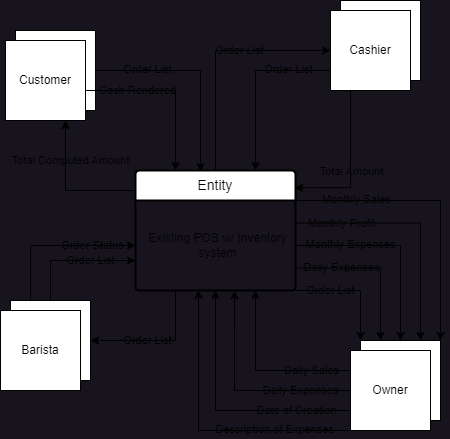 Cashier
Order List
Customer
Order List
Order List
Cash Rendered
Total Computed Amount
Total Amount
Entity
Monthly Sales
Monthly Profit
Existing POS w/ Inventory
system
Order Status
Monthly Expenses
Order List
Daily Expenses
Order List
Order List
Barista
Daily Sales
Owner
Daily Expenses
Date of Creation
Description of Expenses